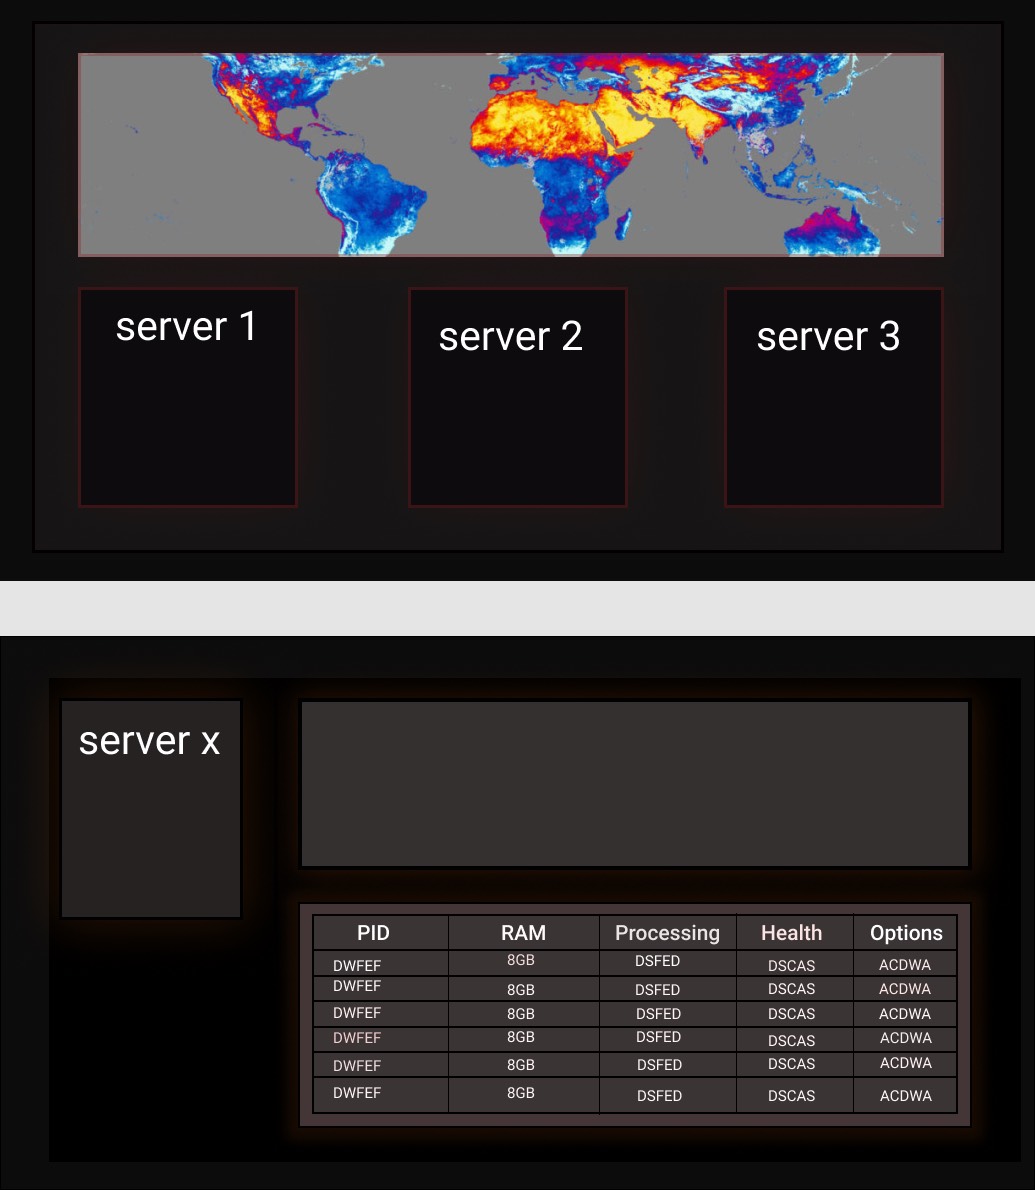 server 1
server 2
server 3
server x
PID RAM Processing Health Options
DWFEF 8GB DSFED DSCAS ACDWA
DWFEF 8GB DSFED DSCAS ACDWA
DWFEF 8GB DSFED DSCAS ACDWA
DWFEF 8GB DSFED DSCAS ACDWA
DWFEF 8GB DSFED DSCAS ACDWA
DWFEF 8GB DSFED DSCAS ACDWA